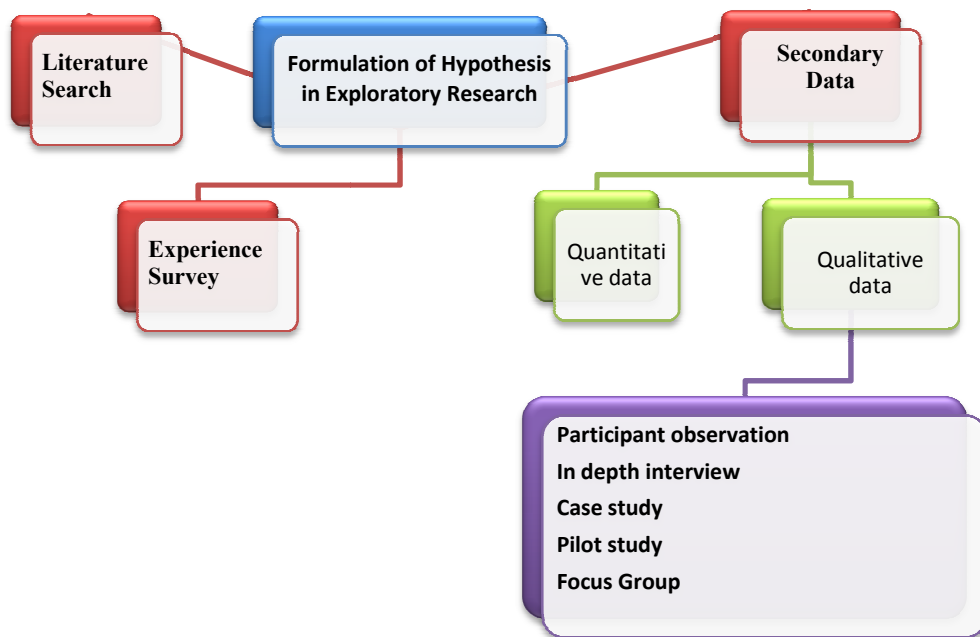 Literature
Search
Formulation of Hypothesis
in Exploratory Research
Secondary
Data
Experience
Survey
Quantitati
ve data
Qualitative
data
Participant observation
In depth interview
Case study
Pilot study
Focus Group